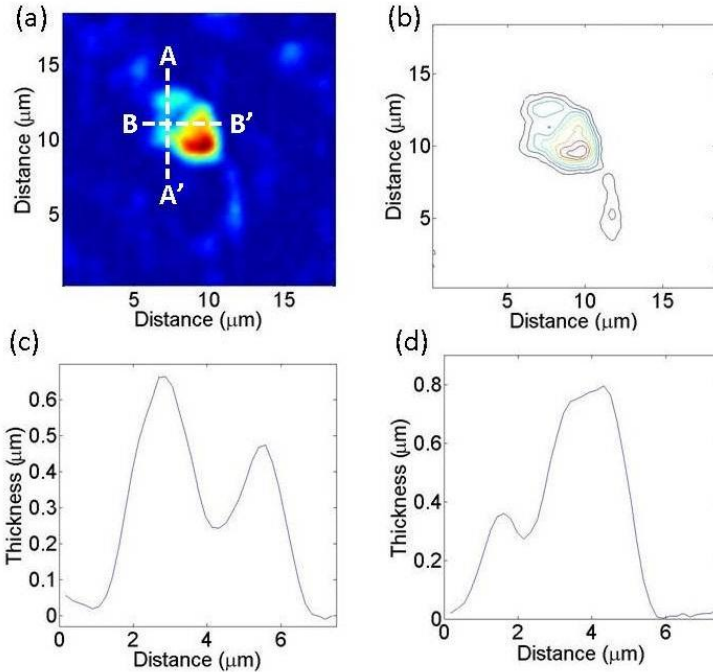 (a)
Distance (μm)
15
10
5
A
B
B'
A'
5
10
15
Distance (μm)
(b)
Distance (μm)
15
10
5
5
10
15
Distance (μm)
(c)
Thickness (μm)
0.6
0.5
0.4
0.3
0.2
0.1
0
0
2
4
6
Distance (μm)
(d)
Thickness (μm)
0.8
0.6
0.4
0.2
0
0
2
4
6
Distance (μm)